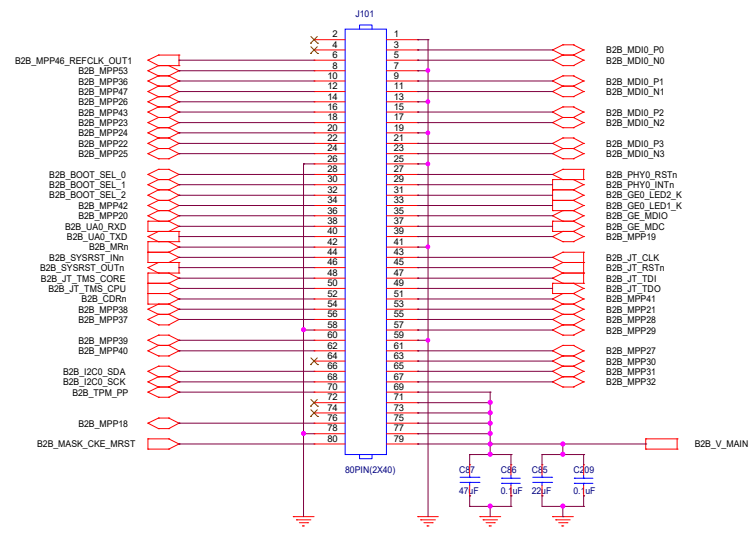 J101
2 1
4 3 B2B_MDI0_P0
B2B_MPP46_REFCLK_OUT1 6 5 B2B_MDI0_N0
B2B_MPP53 8 7
B2B_MPP36 10 9 B2B_MDI0_P1
B2B_MPP47 12 11 B2B_MDI0_N1
B2B_MPP26 14 13
B2B_MPP43 16 15 B2B_MDI0_P2
B2B_MPP23 18 17 B2B_MDI0_N2
B2B_MPP24 20 19
B2B_MPP22 22 21 B2B_MDI0_P3
B2B_MPP25 24 23 B2B_MDI0_N3
26 25
B2B_BOOT_SEL_0 28 27 B2B_PHY0_RSTn
B2B_BOOT_SEL_1 30 29 B2B_PHY0_INTn
B2B_BOOT_SEL_2 32 31 B2B_GE0_LED2_K
B2B_MPP42 34 33 B2B_GE0_LED1_K
B2B_MPP20 36 35 B2B_GE_MDIO
B2B_UA0_RXD 38 37 B2B_GE_MDC
B2B_UA0_TXD 40 39 B2B_MPP19
B2B_MRn 42 41
B2B_SYSRST_INn 44 43 B2B_JT_CLK
B2B_SYSRST_OUTn 46 45 B2B_JT_RSTn
B2B_JT_TMS_CORE 48 47 B2B_JT_TDI
B2B_JT_TMS_CPU 50 49 B2B_JT_TDO
B2B_CDRn 52 51 B2B_MPP41
B2B_MPP38 54 53 B2B_MPP21
B2B_MPP37 56 55 B2B_MPP28
58 57 B2B_MPP29
B2B_MPP39 60 59
B2B_MPP40 62 61 B2B_MPP27
64 63 B2B_MPP30
B2B_I2C0_SDA 66 65 B2B_MPP31
B2B_I2C0_SCK 68 67 B2B_MPP32
B2B_TPM_PP 70 69
72 71
74 73
B2B_MPP18 76 75
78 77
B2B_MASK_CKE_MRST 80 79 B2B_V_MAIN
80PIN(2X40) C87 C86 C85 C209
47uF 0.1uF 22uF 0.1uF